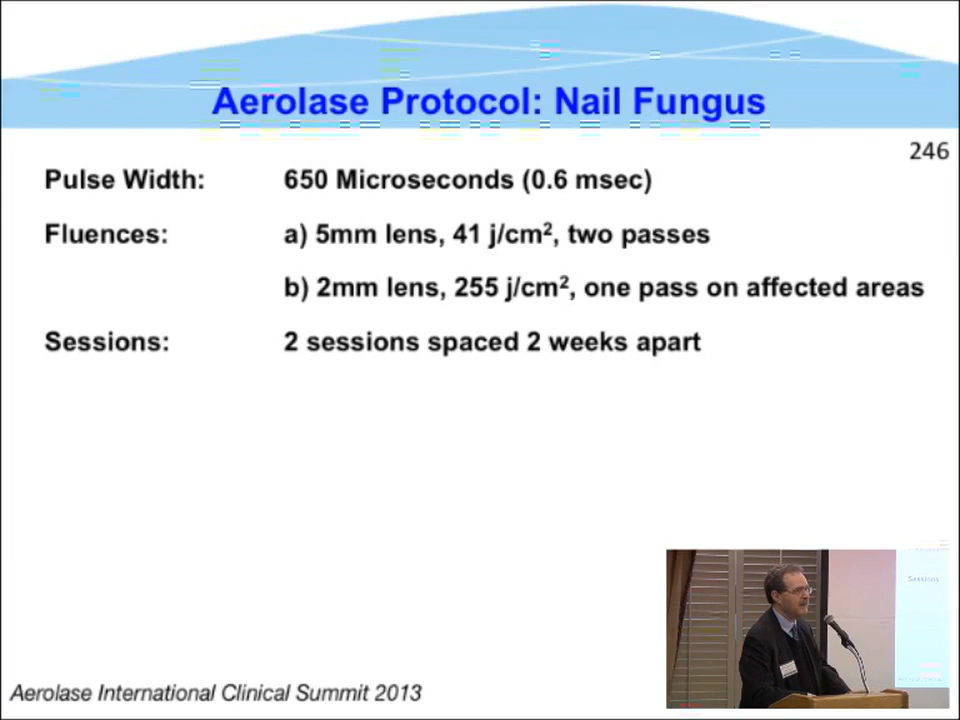 Aerolase Protocol: Nail Fungus
246
Pulse Width: 650 Microseconds (0.6 msec)
Fluences: a) 5mm lens, 41 j/cm², two passes
b) 2mm lens, 255 j/cm², one pass on affected areas
Sessions: 2 sessions spaced 2 weeks apart
Sessions
Aerolase International Clinical Summit 2013